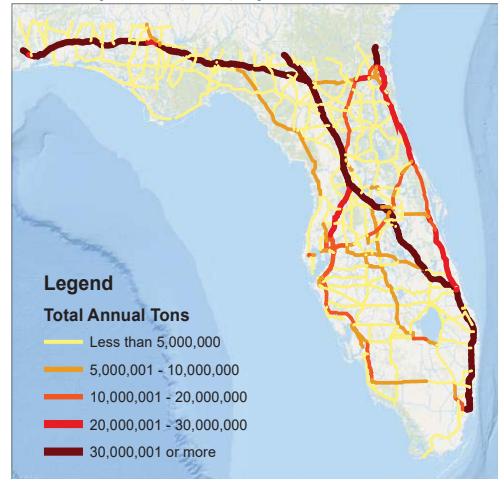 Legend
Total Annual Tons
Less than 5,000,000
5,000,001 - 10,000,000
10,000,001 - 20,000,000
20,000,001 - 30,000,000
30,000,001 or more